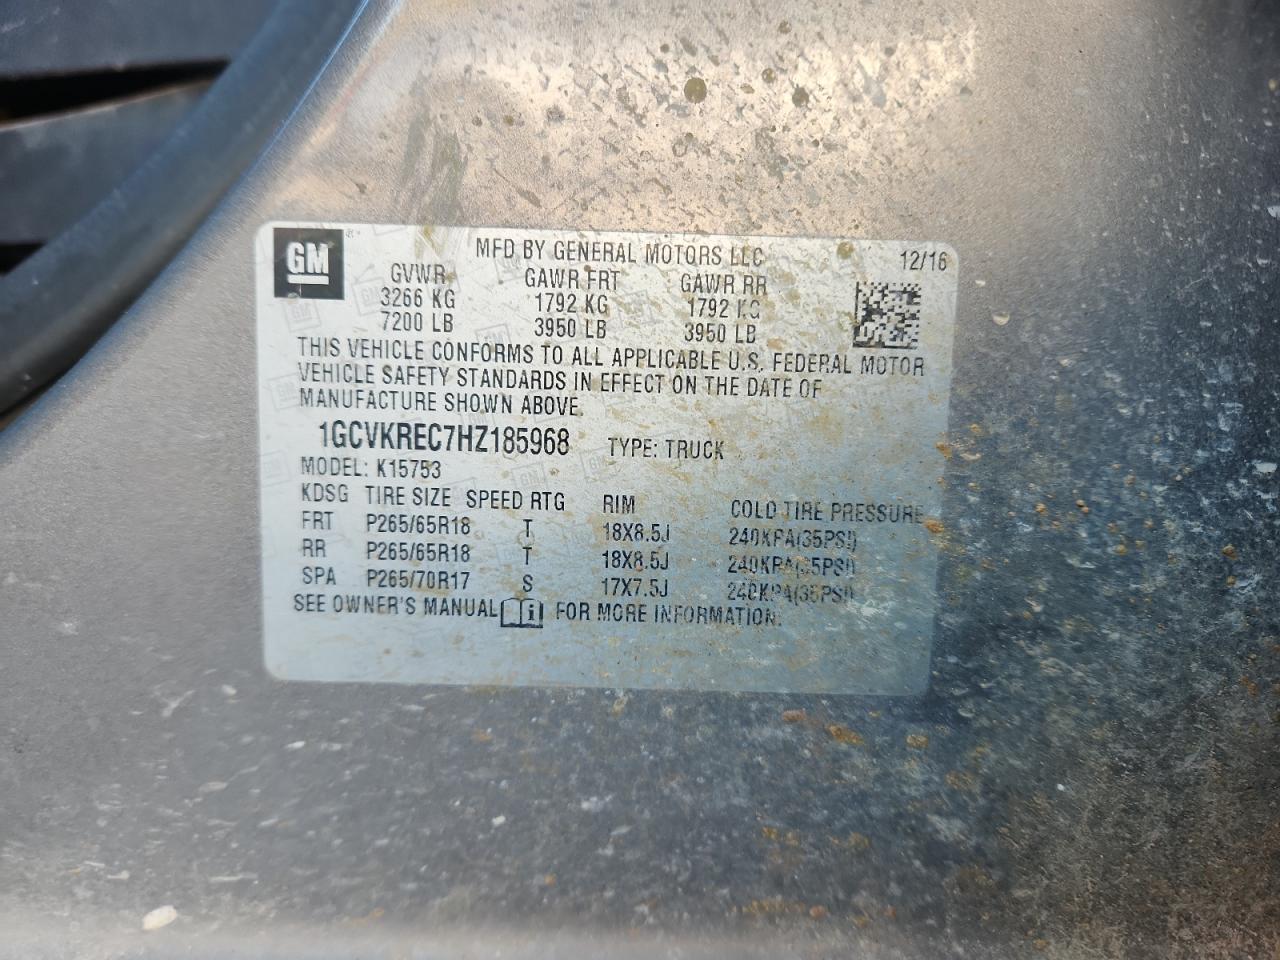 GM
MFD BY GENERAL MOTORS LLC 12/16
GVWR GAWR FRT GAWR RR
3266 KG 1792 KG 1792 KG
7200 LB 3950 LB 3950 LB
THIS VEHICLE CONFORMS TO ALL APPLICABLE U.S. FEDERAL MOTOR
VEHICLE SAFETY STANDARDS IN EFFECT ON THE DATE OF
MANUFACTURE SHOWN ABOVE.
1GCVKREC7HZ185968 TYPE: TRUCK
MODEL: K15753
KDSG TIRE SIZE SPEED RTG RIM COLD TIRE PRESSURE
FRT P265/65R18 T 18X8.5J 240KPA(35PSI)
RR P265/65R18 T 18X8.5J 240KPA(35PSI)
SPA P265/70R17 S 17X7.5J 240KPA(35PSI)
SEE OWNER'S MANUAL i FOR MORE INFORMATION.